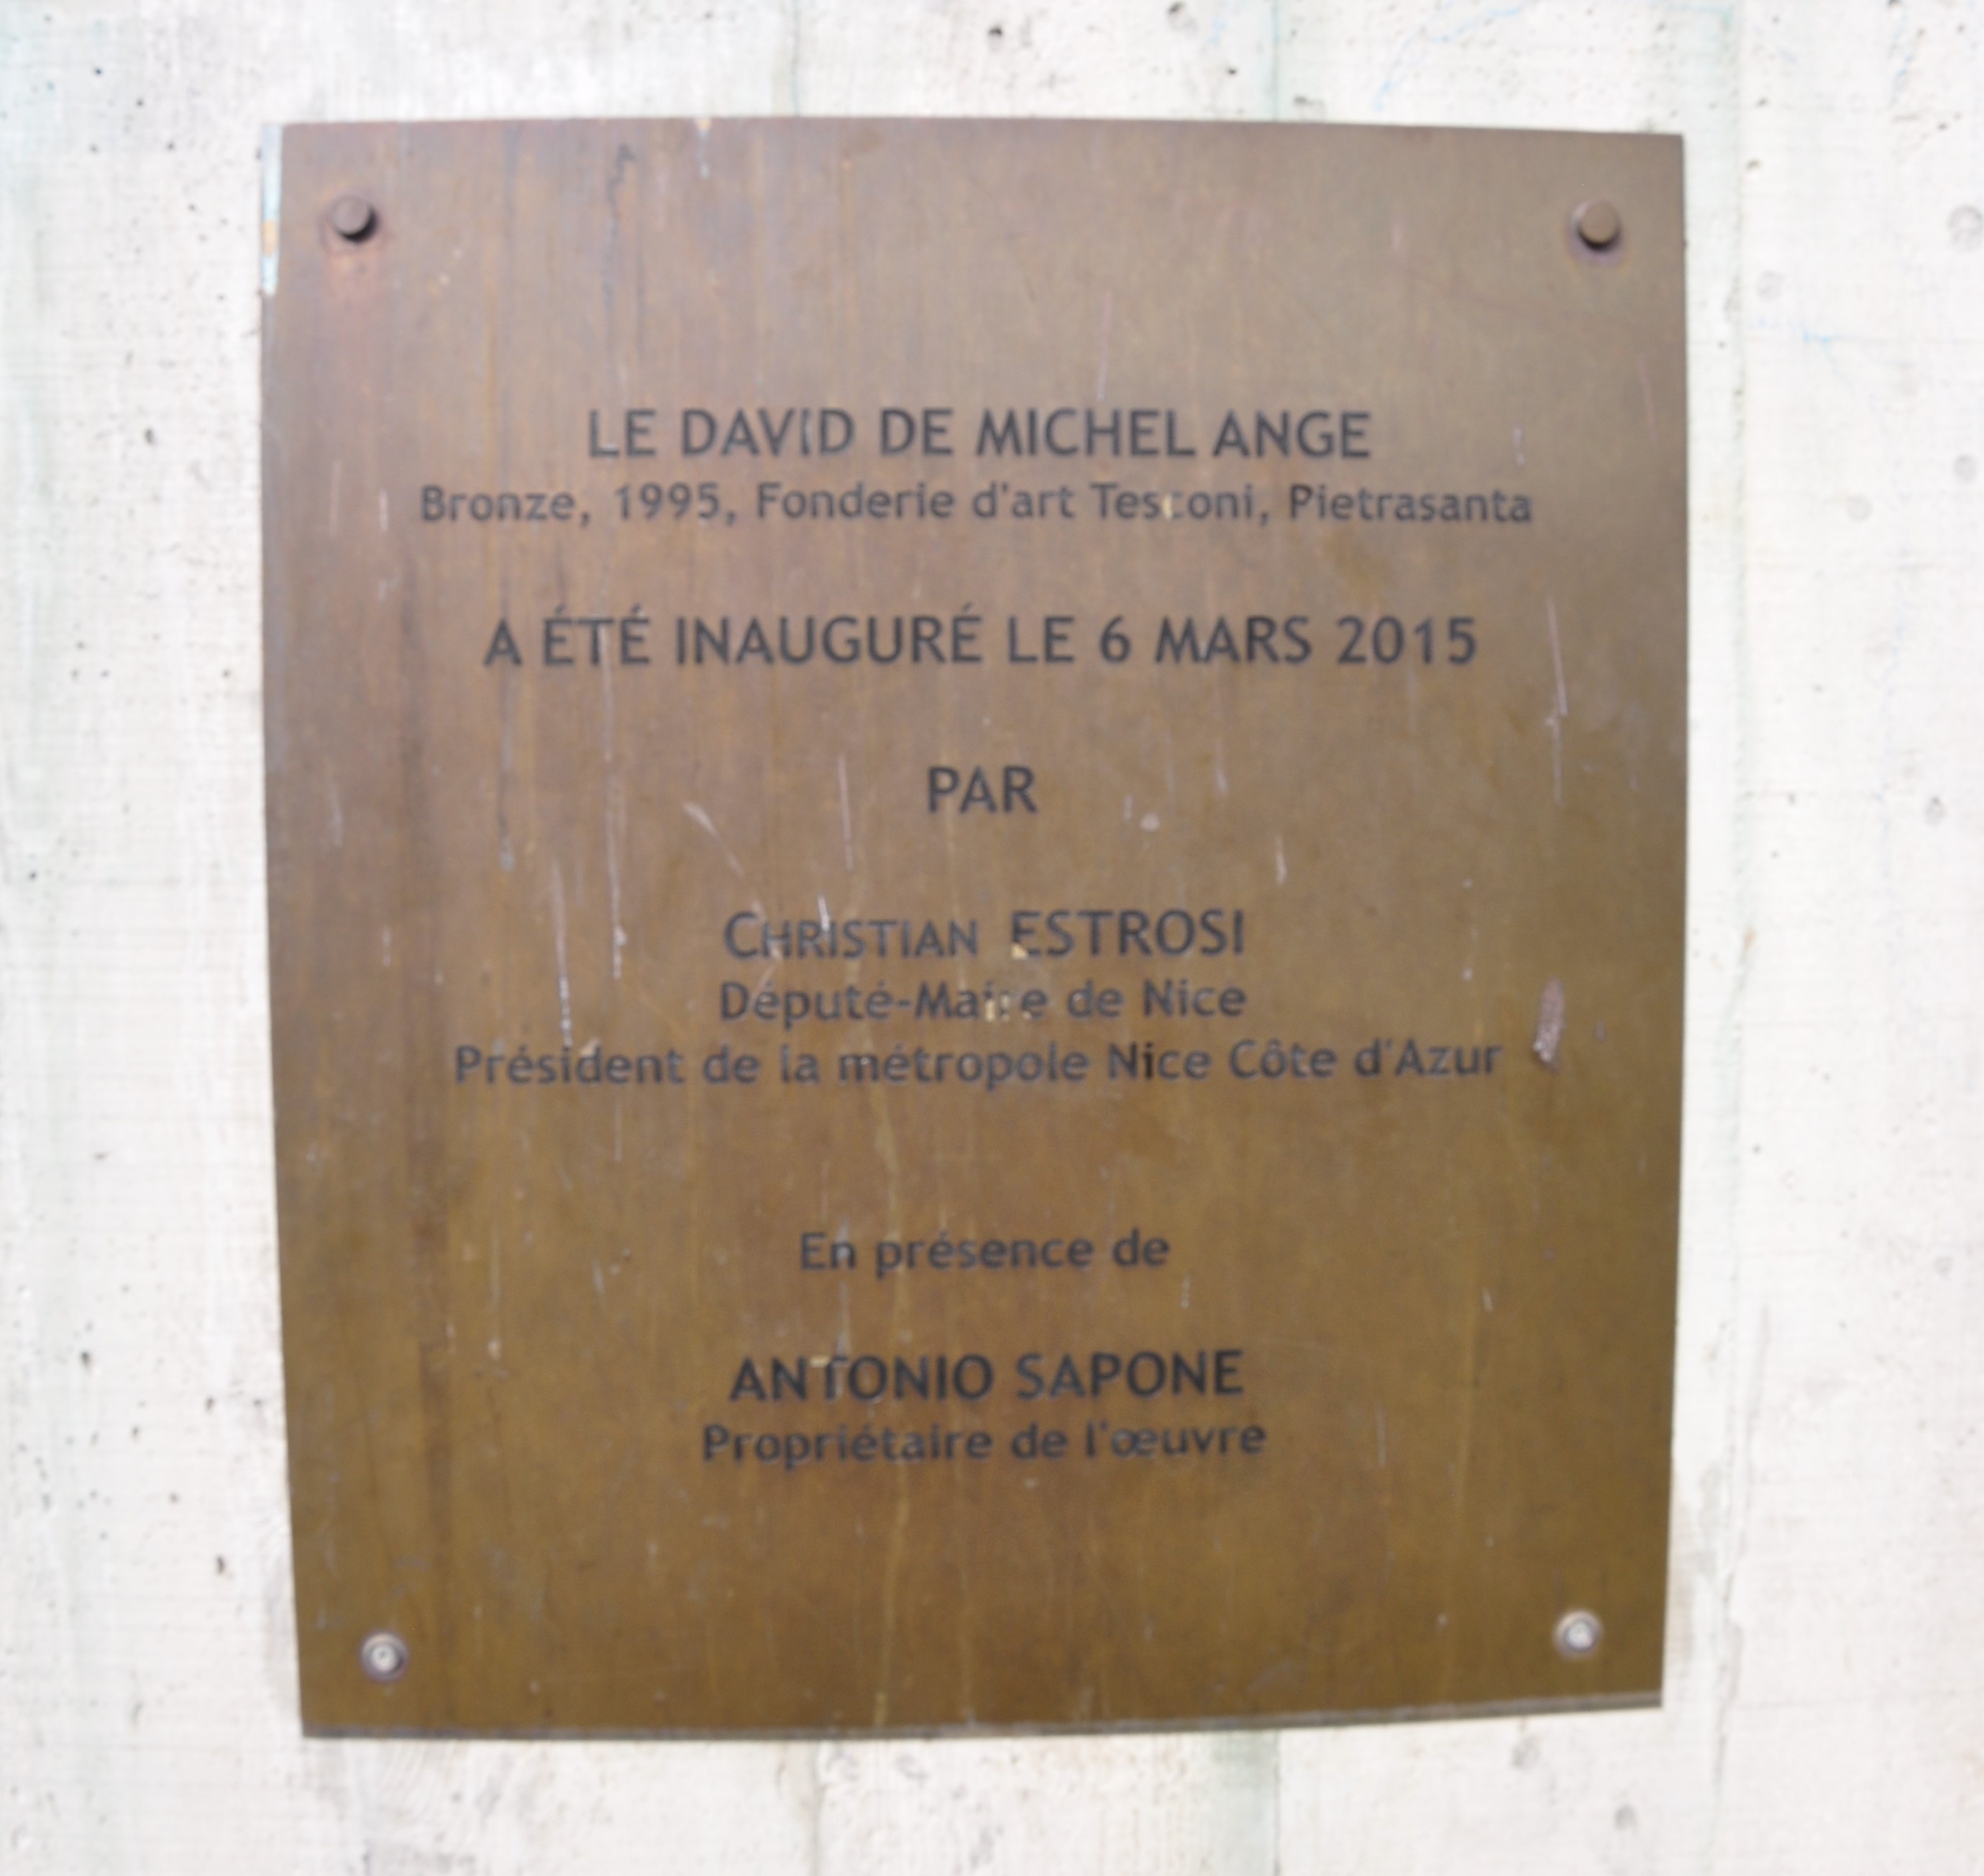 LE DAVID DE MICHEL ANGE
Bronze, 1995, Fonderie d'art Tesconi, Pietrasanta
A ÉTÉ INAUGURÉ LE 6 MARS 2015
PAR
CHRISTIAN ESTROSI
Député-Maire de Nice
Président de la métropole Nice Côte d'Azur
En présence de
ANTONIO SAPONE
Propriétaire de l'œuvre